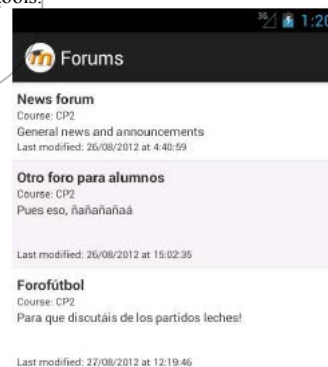 tools.
3G 1:20
Forums
News forum
Course: CP2
General news and announcements
Last modified: 26/08/2012 at 4:40:59
Otro foro para alumnos
Course: CP2
Pues eso, ñañañañaá
Last modified: 26/08/2012 at 15:02:35
Forofútbol
Course: CP2
Para que discutáis de los partidos leches!
Last modified: 27/08/2012 at 12:19:46